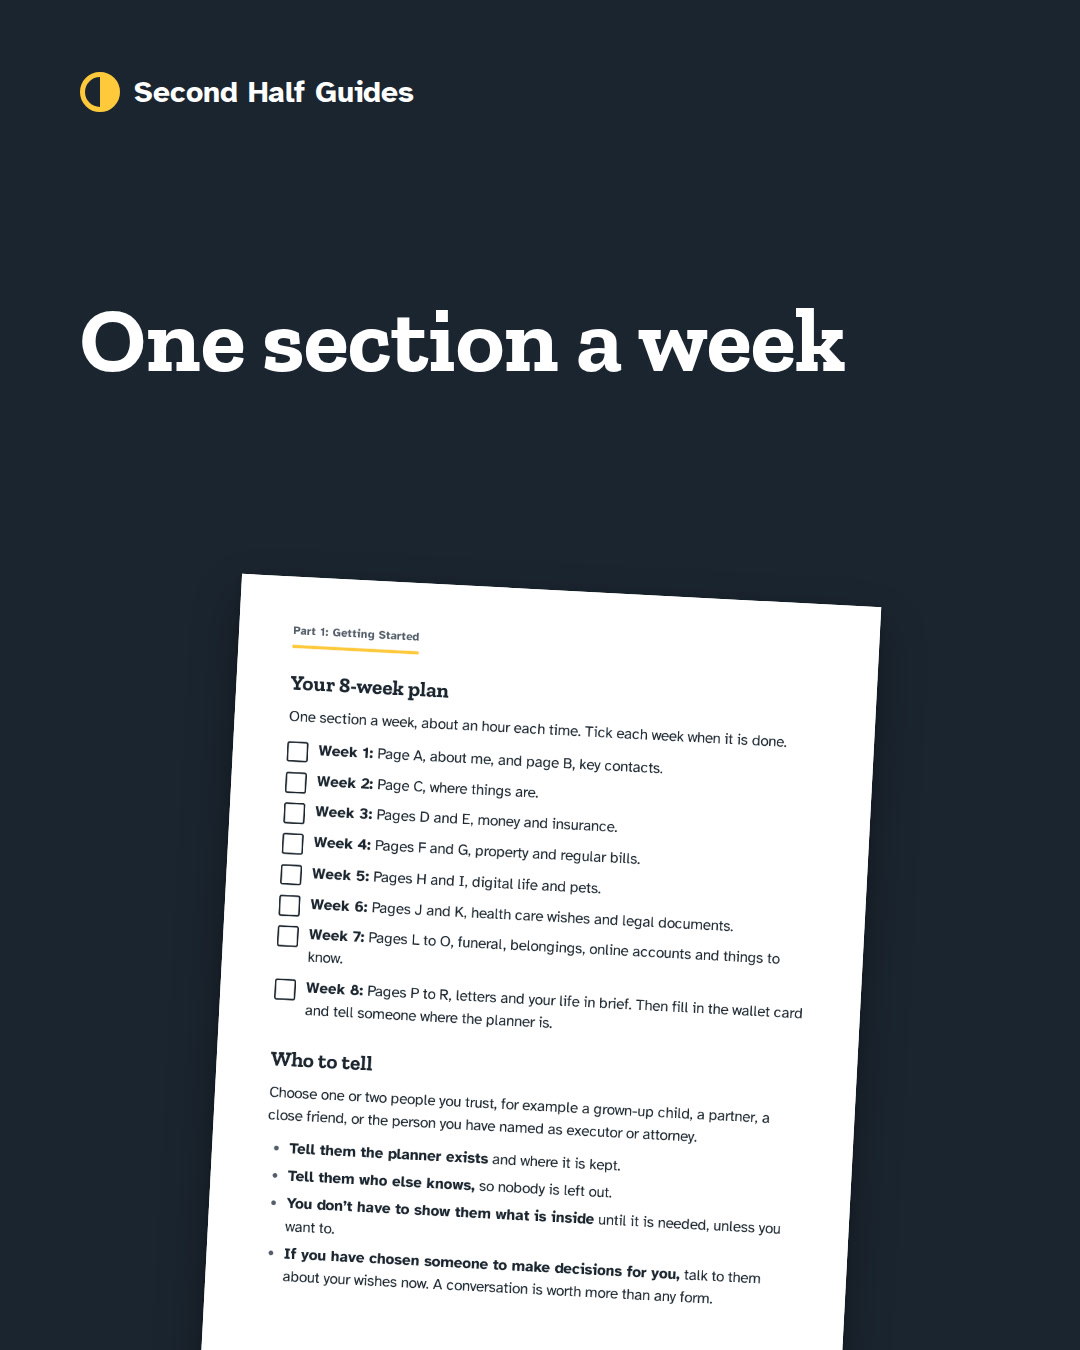 Second Half Guides
One section a week
Part 1: Getting Started
Your 8-week plan
One section a week, about an hour each time. Tick each week when it is done.
Week 1: Page A, about me, and page B, key contacts.
Week 2: Page C, where things are.
Week 3: Pages D and E, money and insurance.
Week 4: Pages F and G, property and regular bills.
Week 5: Pages H and I, digital life and pets.
Week 6: Pages J and K, health care wishes and legal documents.
Week 7: Pages L to O, funeral, belongings, online accounts and things to
know.
Week 8: Pages P to R, letters and your life in brief. Then fill in the wallet card
and tell someone where the planner is.
Who to tell
Choose one or two people you trust, for example a grown-up child, a partner, a
close friend, or the person you have named as executor or attorney.
• Tell them the planner exists and where it is kept.
• Tell them who else knows, so nobody is left out.
• You don’t have to show them what is inside until it is needed, unless you
want to.
• If you have chosen someone to make decisions for you, talk to them
about your wishes now. A conversation is worth more than any form.